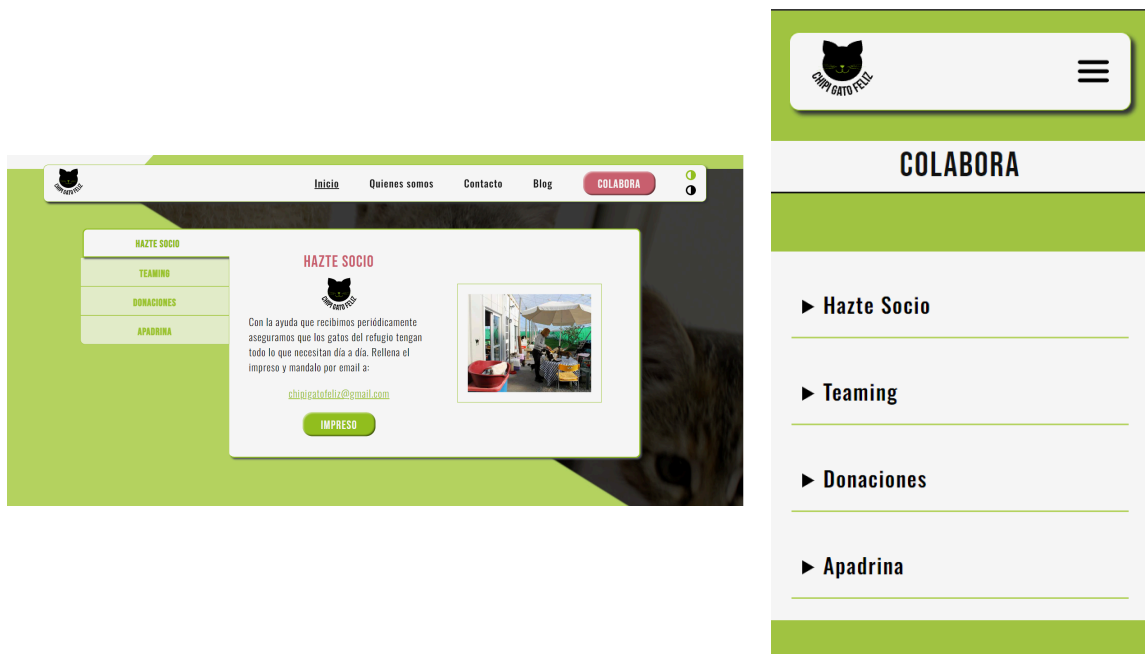 CHIPI GATO FELIZ
Inicio
Quienes somos
Contacto
Blog
COLABORA
HAZTE SOCIO
TEAMING
DONACIONES
APADRINA
HAZTE SOCIO
CHIPI GATO FELIZ
Con la ayuda que recibimos periódicamente
aseguramos que los gatos del refugio tengan
todo lo que necesitan día a día. Rellena el
impreso y mandalo por email a:
chipigatofeliz@gmail.com
IMPRESO
CHIPI GATO FELIZ
COLABORA
Hazte Socio
Teaming
Donaciones
Apadrina